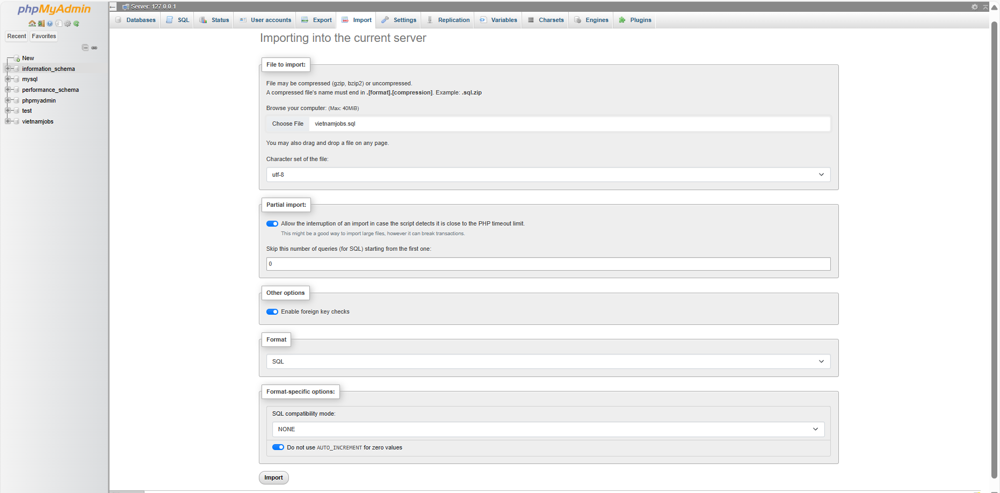 phpMyAdmin
Recent Favorites
New
information_schema
mysql
performance_schema
phpmyadmin
test
vietnamjobs
Server: 127.0.0.1
Databases SQL Status User accounts Export Import Settings Replication Variables Charsets Engines Plugins
Importing into the current server
File to import:
File may be compressed (gzip, bzip2) or uncompressed.
A compressed file's name must end in .[format].[compression]. Example: .sql.zip
Browse your computer: (Max: 40MiB)
Choose File vietnamjobs.sql
You may also drag and drop a file on any page.
Character set of the file:
utf-8
Partial import:
Allow the interruption of an import in case the script detects it is close to the PHP timeout limit.
This might be a good way to import large files, however it can break transactions.
Skip this number of queries (for SQL) starting from the first one:
0
Other options
Enable foreign key checks
Format
SQL
Format-specific options:
SQL compatibility mode:
NONE
Do not use AUTO_INCREMENT for zero values
Import